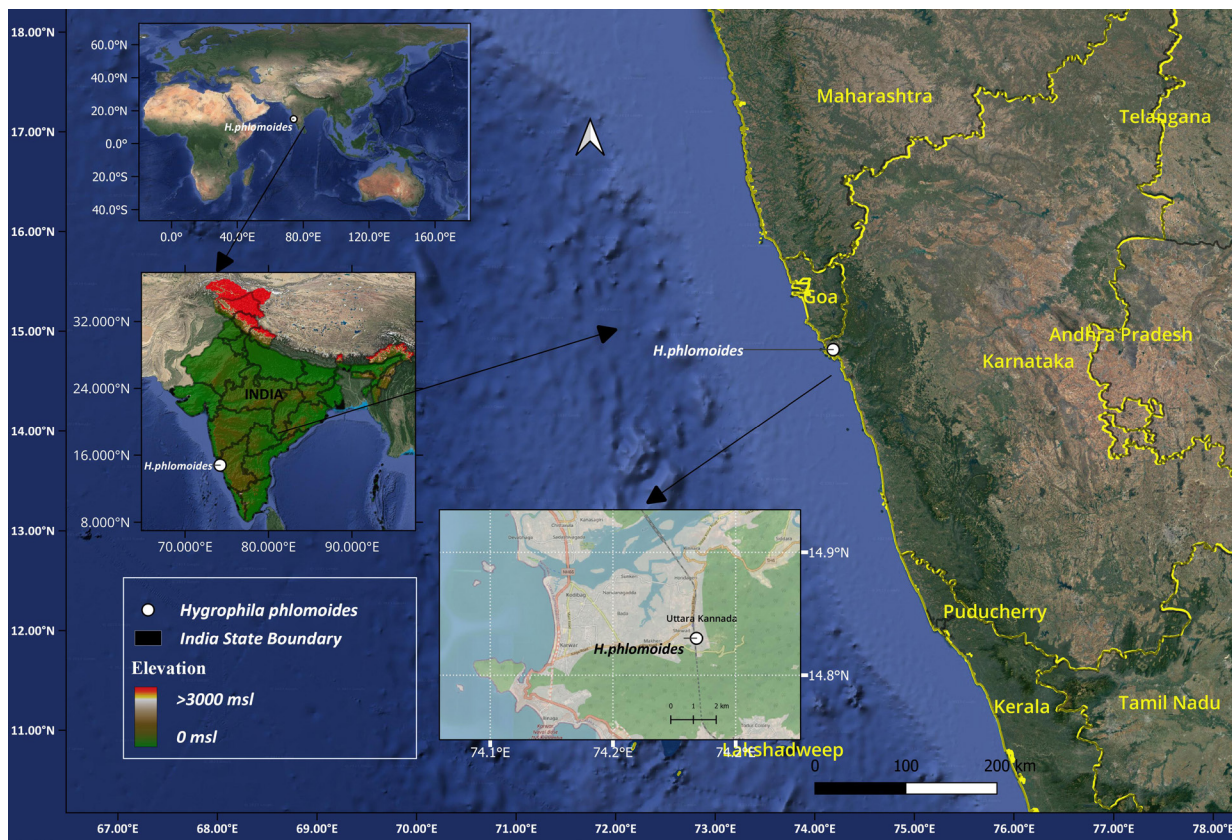 18.00°N
17.00°N
16.00°N
15.00°N
14.00°N
13.00°N
12.00°N
11.00°N
60.0°N
40.0°N
20.0°N
0.0°N
20.0°S
40.0°S
H.phlomoides
0.0°E 40.0°E 80.0°E 120.0°E 160.0°E
32.000°N
24.000°N
16.000°N
8.000°N
INDIA
H.phlomoides
70.000°E 80.000°E 90.000°E
Hygrophila phlomoides
India State Boundary
Elevation
>3000 msl
0 msl
Maharashtra
Telangana
Goa
H.phlomoides
Andhra Pradesh
Karnataka
Puducherry
Kerala
Tamil Nadu
Lakshadweep
14.9°N
14.8°N
Kodibag
Karwar
Uttara Kannada
H.phlomoides
0 1 2 km
74.1°E 74.2°E
0 100 200 km
67.00°E 68.00°E 69.00°E 70.00°E 71.00°E 72.00°E 73.00°E 74.00°E 75.00°E 76.00°E 77.00°E 78.00°E